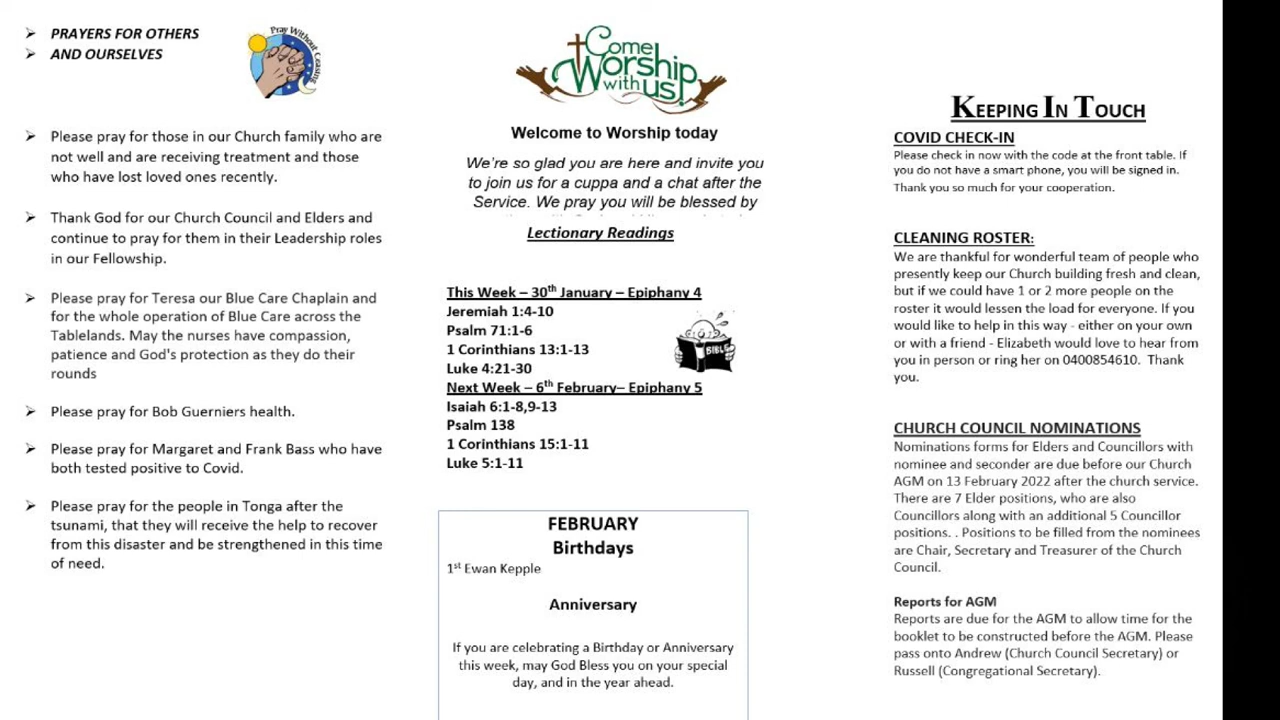 PRAYERS FOR OTHERS
AND OURSELVES
Pray Without Ceasing
Please pray for those in our Church family who are
not well and are receiving treatment and those
who have lost loved ones recently.
Thank God for our Church Council and Elders and
continue to pray for them in their Leadership roles
in our Fellowship.
Please pray for Teresa our Blue Care Chaplain and
for the whole operation of Blue Care across the
Tablelands. May the nurses have compassion,
patience and God's protection as they do their
rounds
Please pray for Bob Guerniers health.
Please pray for Margaret and Frank Bass who have
both tested positive to Covid.
Please pray for the people in Tonga after the
tsunami, that they will receive the help to recover
from this disaster and be strengthened in this time
of need.
Come
Worship
with us!
Welcome to Worship today
We're so glad you are here and invite you
to join us for a cuppa and a chat after the
Service. We pray you will be blessed by
Lectionary Readings
This Week – 30th January – Epiphany 4
Jeremiah 1:4-10
Psalm 71:1-6
1 Corinthians 13:1-13
Luke 4:21-30
BIBLE
Next Week – 6th February– Epiphany 5
Isaiah 6:1-8,9-13
Psalm 138
1 Corinthians 15:1-11
Luke 5:1-11
FEBRUARY
Birthdays
1st Ewan Kepple
Anniversary
If you are celebrating a Birthday or Anniversary
this week, may God Bless you on your special
day, and in the year ahead.
KEEPING IN TOUCH
COVID CHECK-IN
Please check in now with the code at the front table. If
you do not have a smart phone, you will be signed in.
Thank you so much for your cooperation.
CLEANING ROSTER:
We are thankful for wonderful team of people who
presently keep our Church building fresh and clean,
but if we could have 1 or 2 more people on the
roster it would lessen the load for everyone. If you
would like to help in this way - either on your own
or with a friend - Elizabeth would love to hear from
you in person or ring her on 0400854610. Thank
you.
CHURCH COUNCIL NOMINATIONS
Nominations forms for Elders and Councillors with
nominee and seconder are due before our Church
AGM on 13 February 2022 after the church service.
There are 7 Elder positions, who are also
Councillors along with an additional 5 Councillor
positions. . Positions to be filled from the nominees
are Chair, Secretary and Treasurer of the Church
Council.
Reports for AGM
Reports are due for the AGM to allow time for the
booklet to be constructed before the AGM. Please
pass onto Andrew (Church Council Secretary) or
Russell (Congregational Secretary).